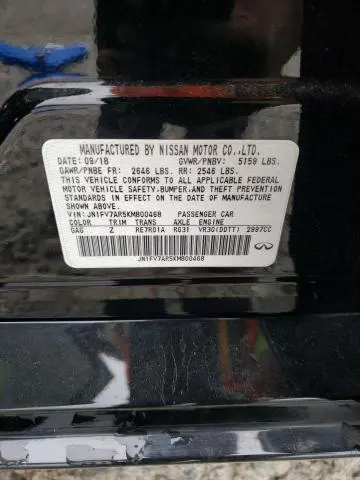 MANUFACTURED BY NISSAN MOTOR CO.,LTD.
DATE: 09/18 GVWR/PNBV: 5159 LBS.
GAWR/PNBE FR: 2646 LBS. RR: 2546 LBS.
THIS VEHICLE CONFORMS TO ALL APPLICABLE FEDERAL
MOTOR VEHICLE SAFETY,BUMPER,AND THEFT PREVENTION
STANDARDS IN EFFECT ON THE DATE OF MANUFACTURE
SHOWN ABOVE.
VIN: JN1FV7AR5KM800468 PASSENGER CAR
COLOR TRIM TRANS AXLE ENGINE
GAG Z RE7R01A RG31 VR30(DDTT) 2997CC
JN1FV7AR5KM800468